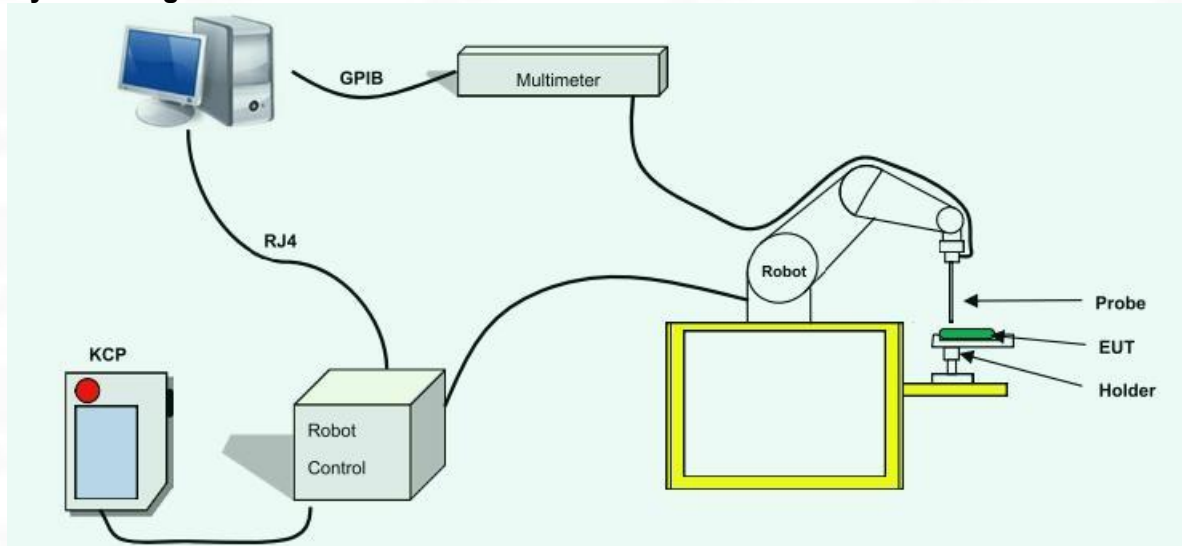 GPIB
Multimeter
RJ4
Robot
Probe
EUT
Holder
KCP
Robot
Control